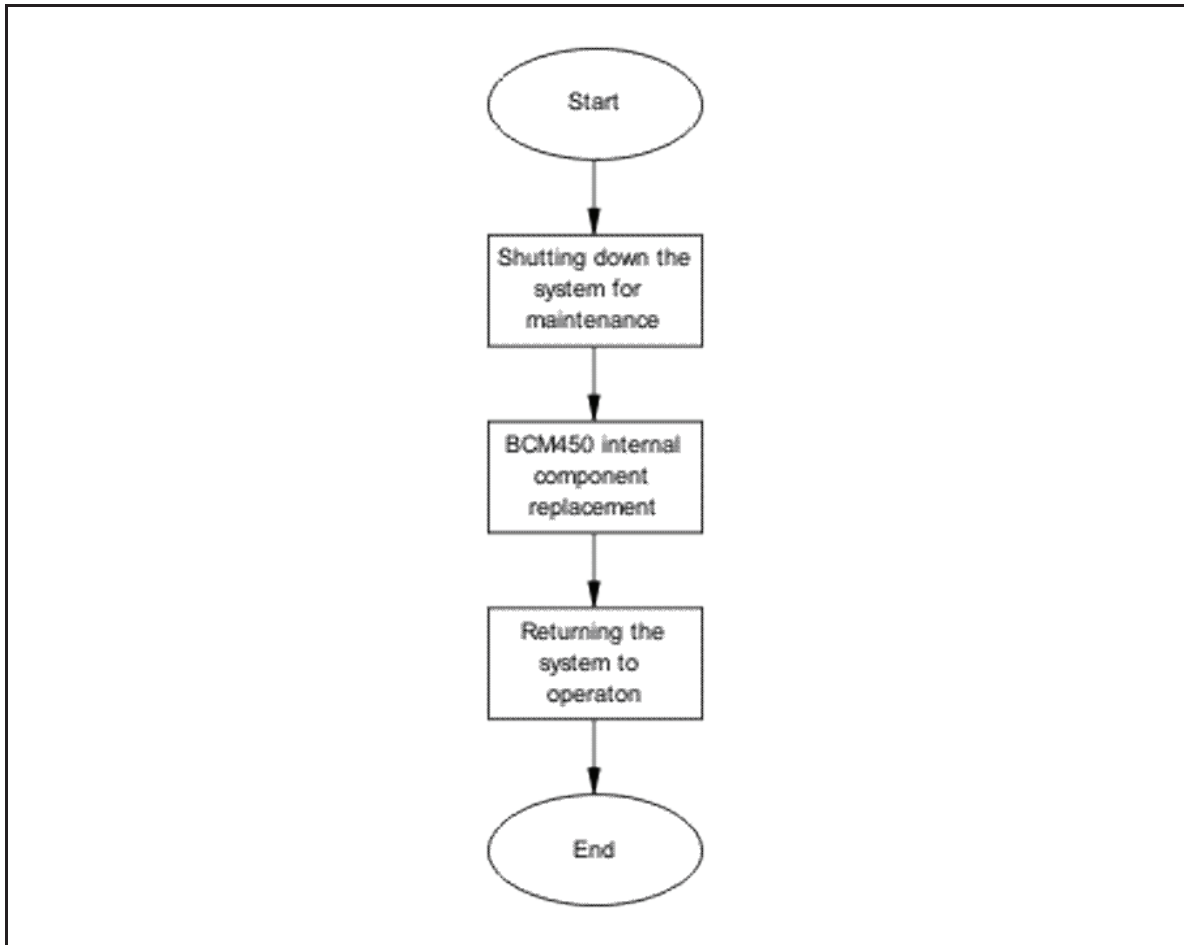 Start
Shutting down the
system for
maintenance
BCM450 internal
component
replacement
Returning the
system to
operaton
End